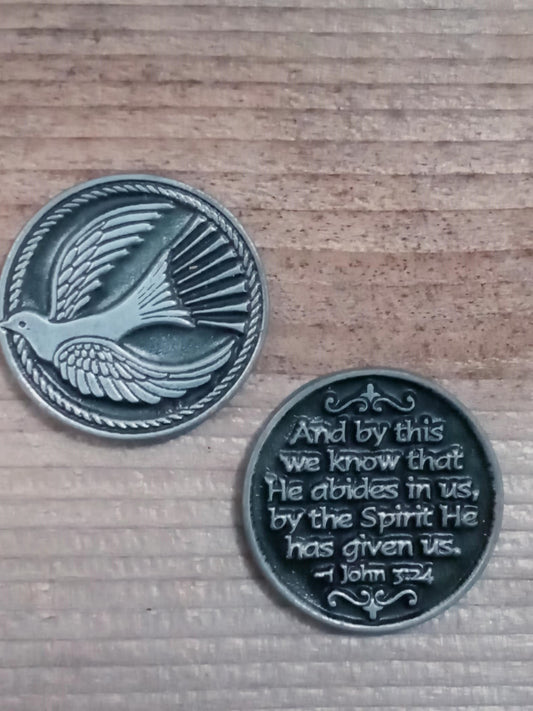 And by this
we know that
He abides in us,
by the Spirit He
has given us.
-1 John 3:24